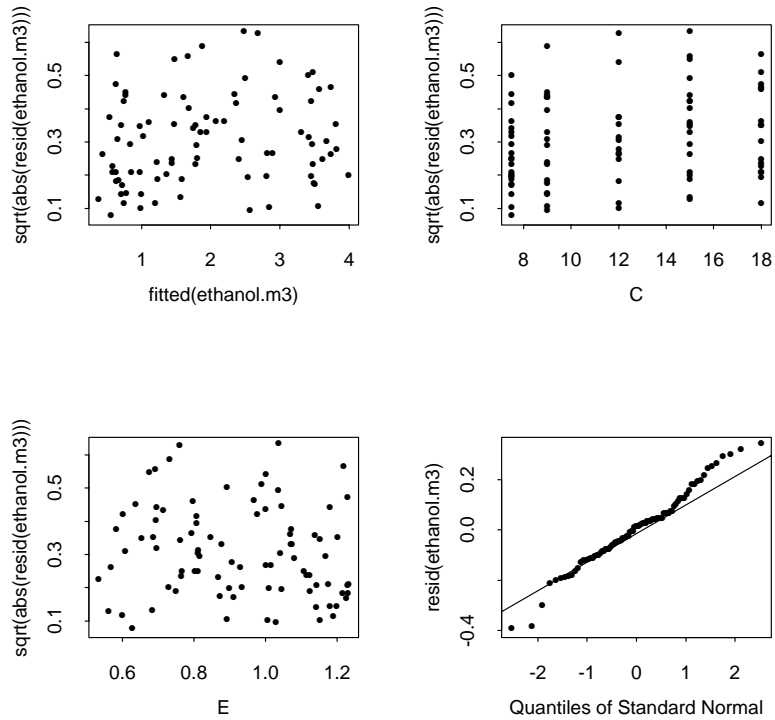 sqrt(abs(resid(ethanol.m3)))
0.5
0.3
0.1
1 2 3 4
fitted(ethanol.m3)
sqrt(abs(resid(ethanol.m3)))
0.5
0.3
0.1
8 10 12 14 16 18
C
sqrt(abs(resid(ethanol.m3)))
0.5
0.3
0.1
0.6 0.8 1.0 1.2
E
resid(ethanol.m3)
0.2
0.0
-0.4
-2 -1 0 1 2
Quantiles of Standard Normal